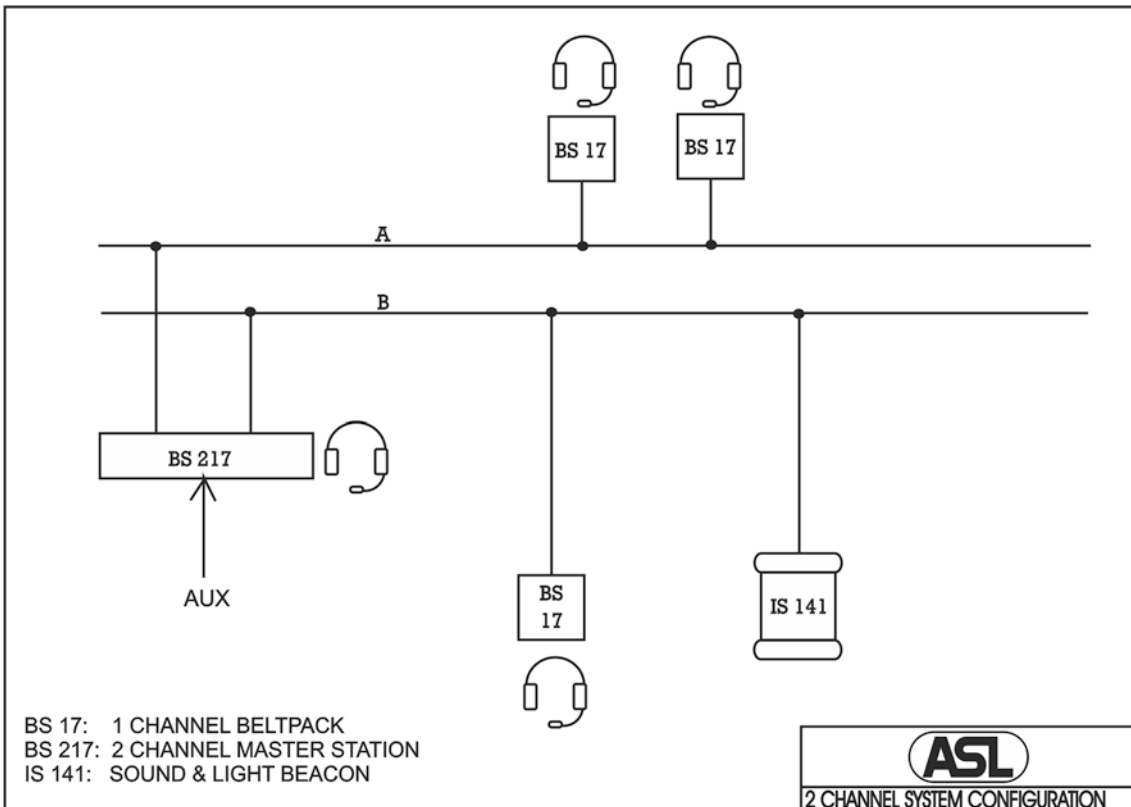 BS 17
BS 17
A
B
BS 217
AUX
BS
17
IS 141
BS 17: 1 CHANNEL BELTPACK
BS 217: 2 CHANNEL MASTER STATION
IS 141: SOUND & LIGHT BEACON
ASL
2 CHANNEL SYSTEM CONFIGURATION